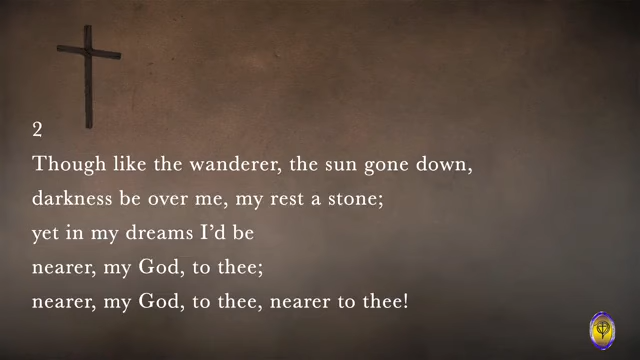 2
Though like the wanderer, the sun gone down,
darkness be over me, my rest a stone;
yet in my dreams I’d be
nearer, my God, to thee;
nearer, my God, to thee, nearer to thee!